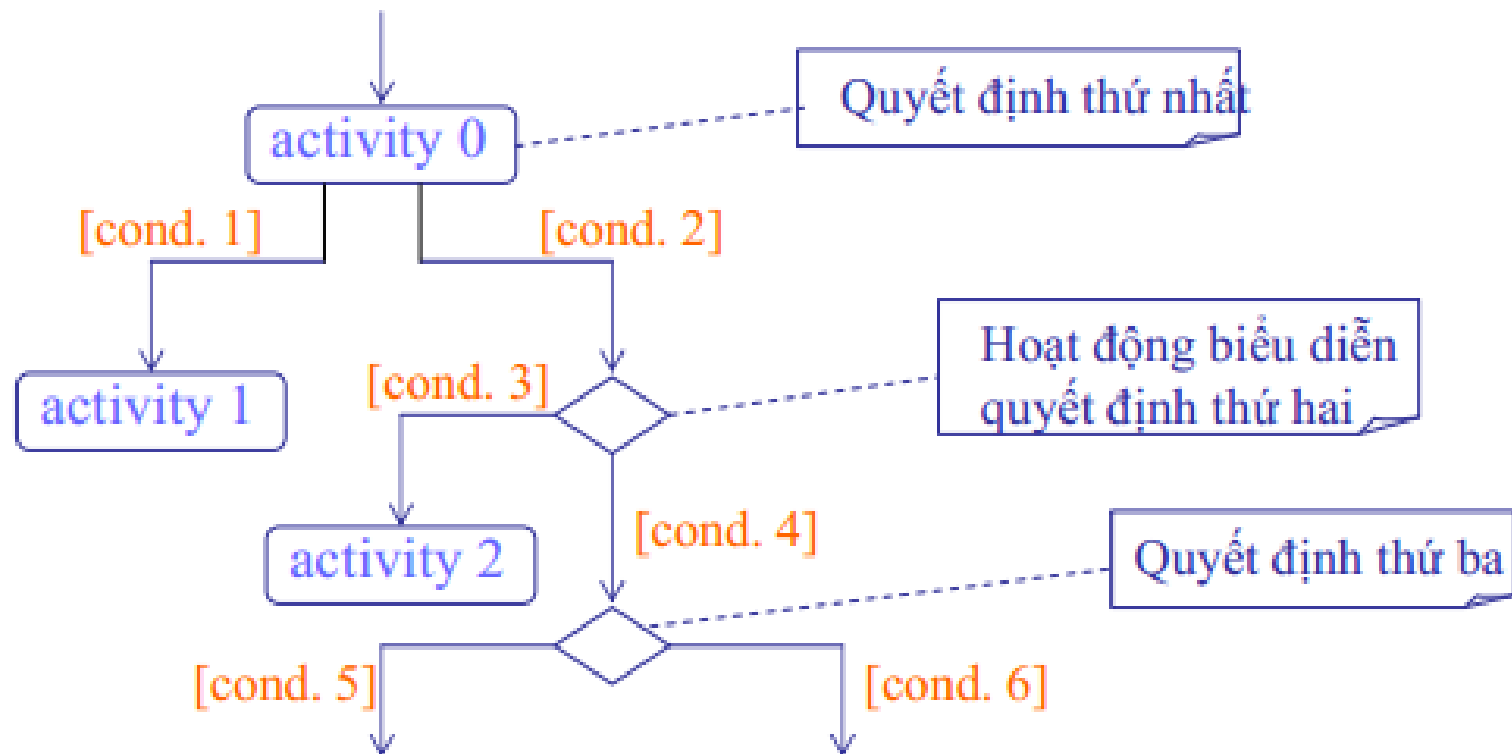 Quyết định thứ nhất
activity 0
[cond. 1]
[cond. 2]
Hoạt động biểu diễn
quyết định thứ hai
[cond. 3]
activity 1
[cond. 4]
activity 2
Quyết định thứ ba
[cond. 5]
[cond. 6]